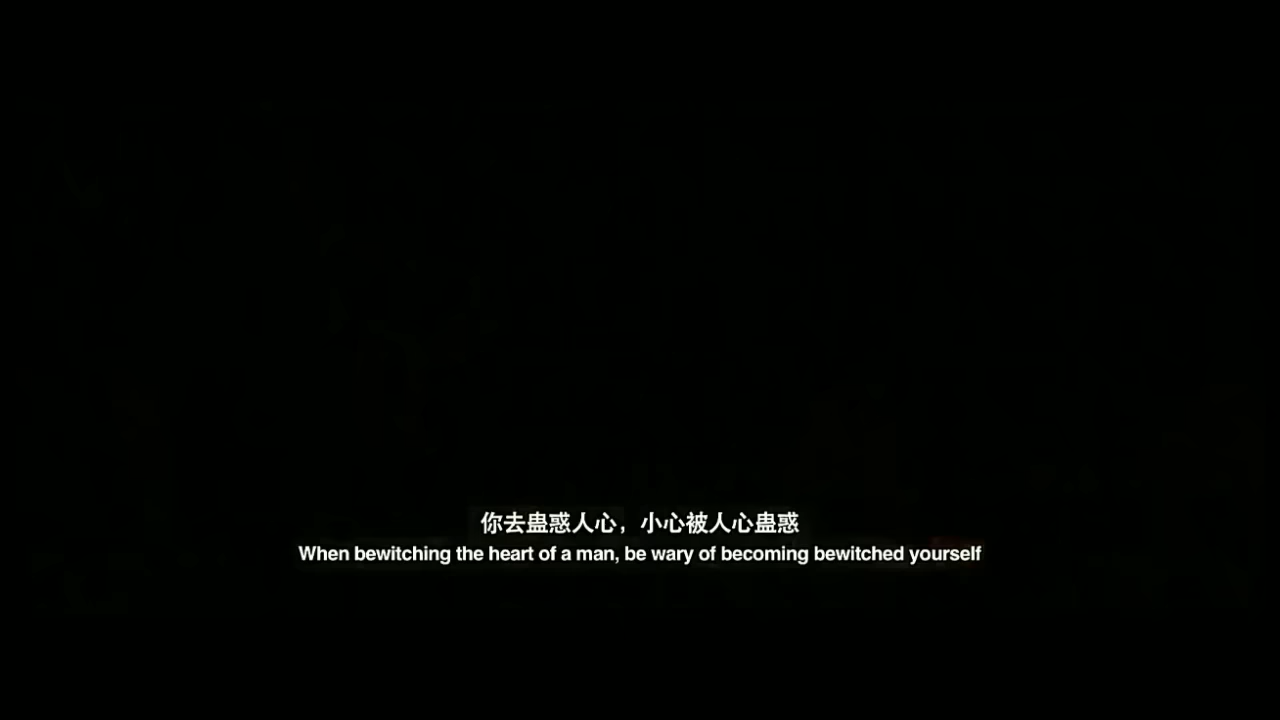 你去蛊惑人心，小心被人心蛊惑
When bewitching the heart of a man, be wary of becoming bewitched yourself